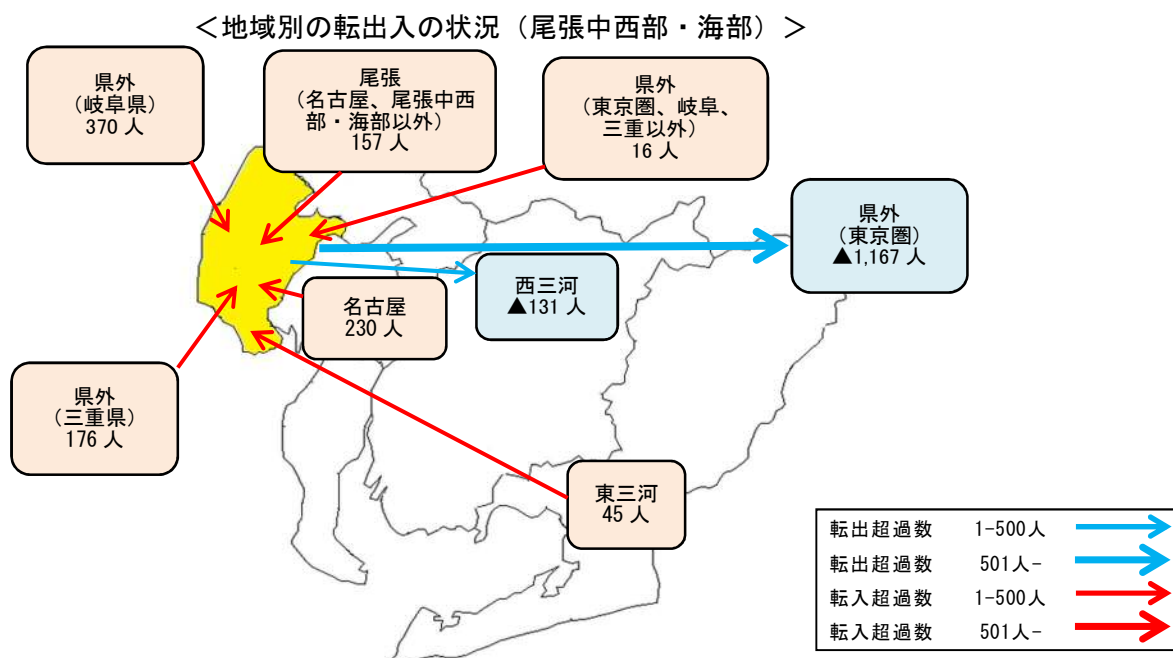 ＜地域別の転出入の状況（尾張中西部・海部）＞
県外
（岐阜県）
370 人
尾張
（名古屋、尾張中西
部・海部以外）
157 人
県外
（東京圏、岐阜、
三重以外）
16 人
県外
（東京圏）
▲1,167 人
西三河
▲131 人
名古屋
230 人
県外
（三重県）
176 人
東三河
45 人
転出超過数 1-500人
転出超過数 501人-
転入超過数 1-500人
転入超過数 501人-